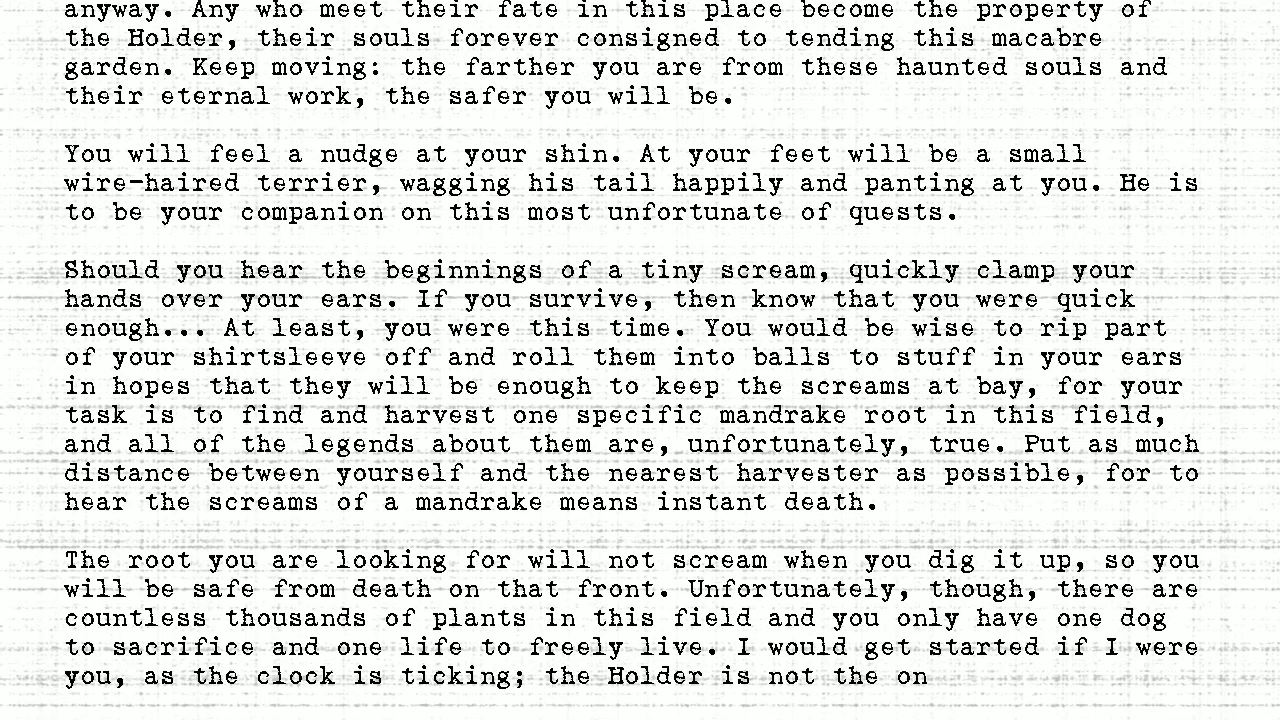 anyway. Any who meet their fate in this place become the property of
the Holder, their souls forever consigned to tending this macabre
garden. Keep moving: the farther you are from these haunted souls and
their eternal work, the safer you will be.
You will feel a nudge at your shin. At your feet will be a small
wire-haired terrier, wagging his tail happily and panting at you. He is
to be your companion on this most unfortunate of quests.
Should you hear the beginnings of a tiny scream, quickly clamp your
hands over your ears. If you survive, then know that you were quick
enough... At least, you were this time. You would be wise to rip part
of your shirtsleeve off and roll them into balls to stuff in your ears
in hopes that they will be enough to keep the screams at bay, for your
task is to find and harvest one specific mandrake root in this field,
and all of the legends about them are, unfortunately, true. Put as much
distance between yourself and the nearest harvester as possible, for to
hear the screams of a mandrake means instant death.
The root you are looking for will not scream when you dig it up, so you
will be safe from death on that front. Unfortunately, though, there are
countless thousands of plants in this field and you only have one dog
to sacrifice and one life to freely live. I would get started if I were
you, as the clock is ticking; the Holder is not the on